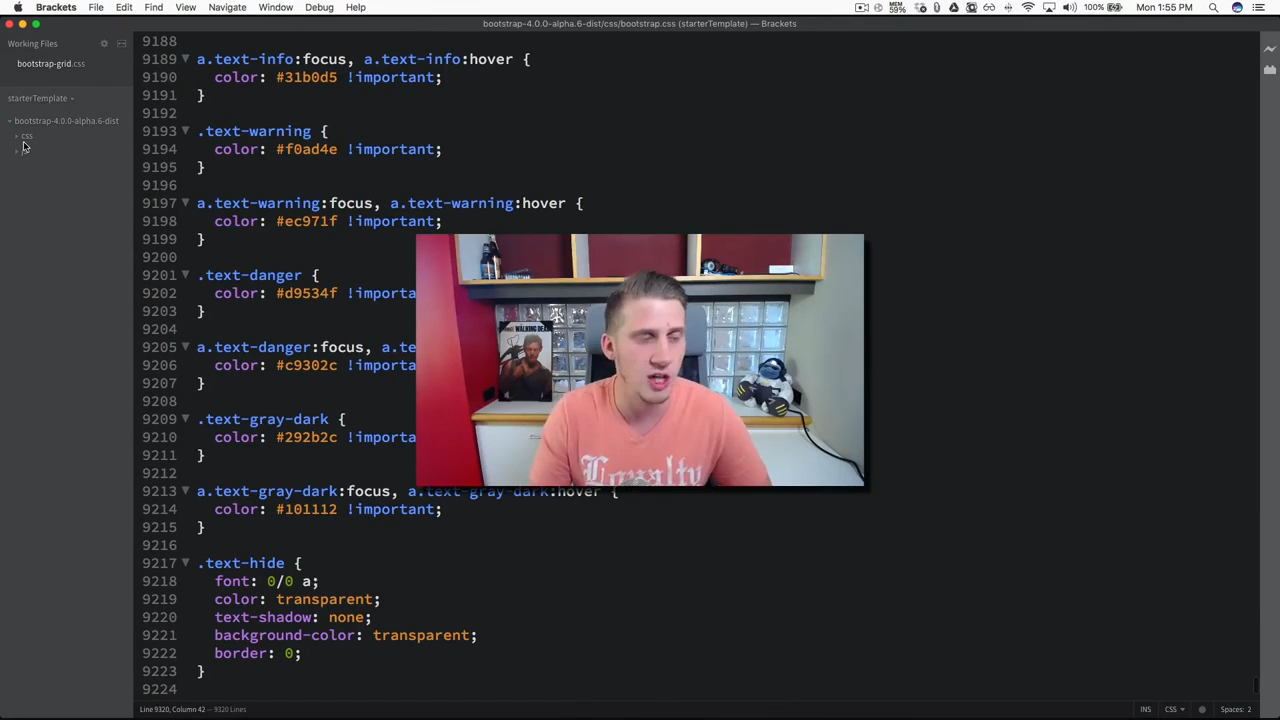 Brackets File Edit Find View Navigate Window Debug Help
MEM 59% 100% Mon 1:55 PM
bootstrap-4.0.0-alpha.6-dist/css/bootstrap.css (starterTemplate) — Brackets
Working Files
bootstrap-grid.css
starterTemplate
bootstrap-4.0.0-alpha.6-dist
css
9188
9189 a.text-info:focus, a.text-info:hover {
9190 color: #31b0d5 !important;
9191 }
9192
9193 .text-warning {
9194 color: #f0ad4e !important;
9195 }
9196
9197 a.text-warning:focus, a.text-warning:hover {
9198 color: #ec971f !important;
9199 }
9200
9201 .text-danger {
9202 color: #d9534f !importa
9203 }
9204
9205 a.text-danger:focus, a.te
9206 color: #c9302c !importa
9207 }
9208
9209 .text-gray-dark {
9210 color: #292b2c !importa
9211 }
9212
9213 a.text-gray-dark:focus, a.text-gray-dark:hover {
9214 color: #101112 !important;
9215 }
9216
9217 .text-hide {
9218 font: 0/0 a;
9219 color: transparent;
9220 text-shadow: none;
9221 background-color: transparent;
9222 border: 0;
9223 }
9224
WALKING DEAD
Loyalty
Line 9320, Column 42 — 9320 Lines
INS CSS Spaces: 2